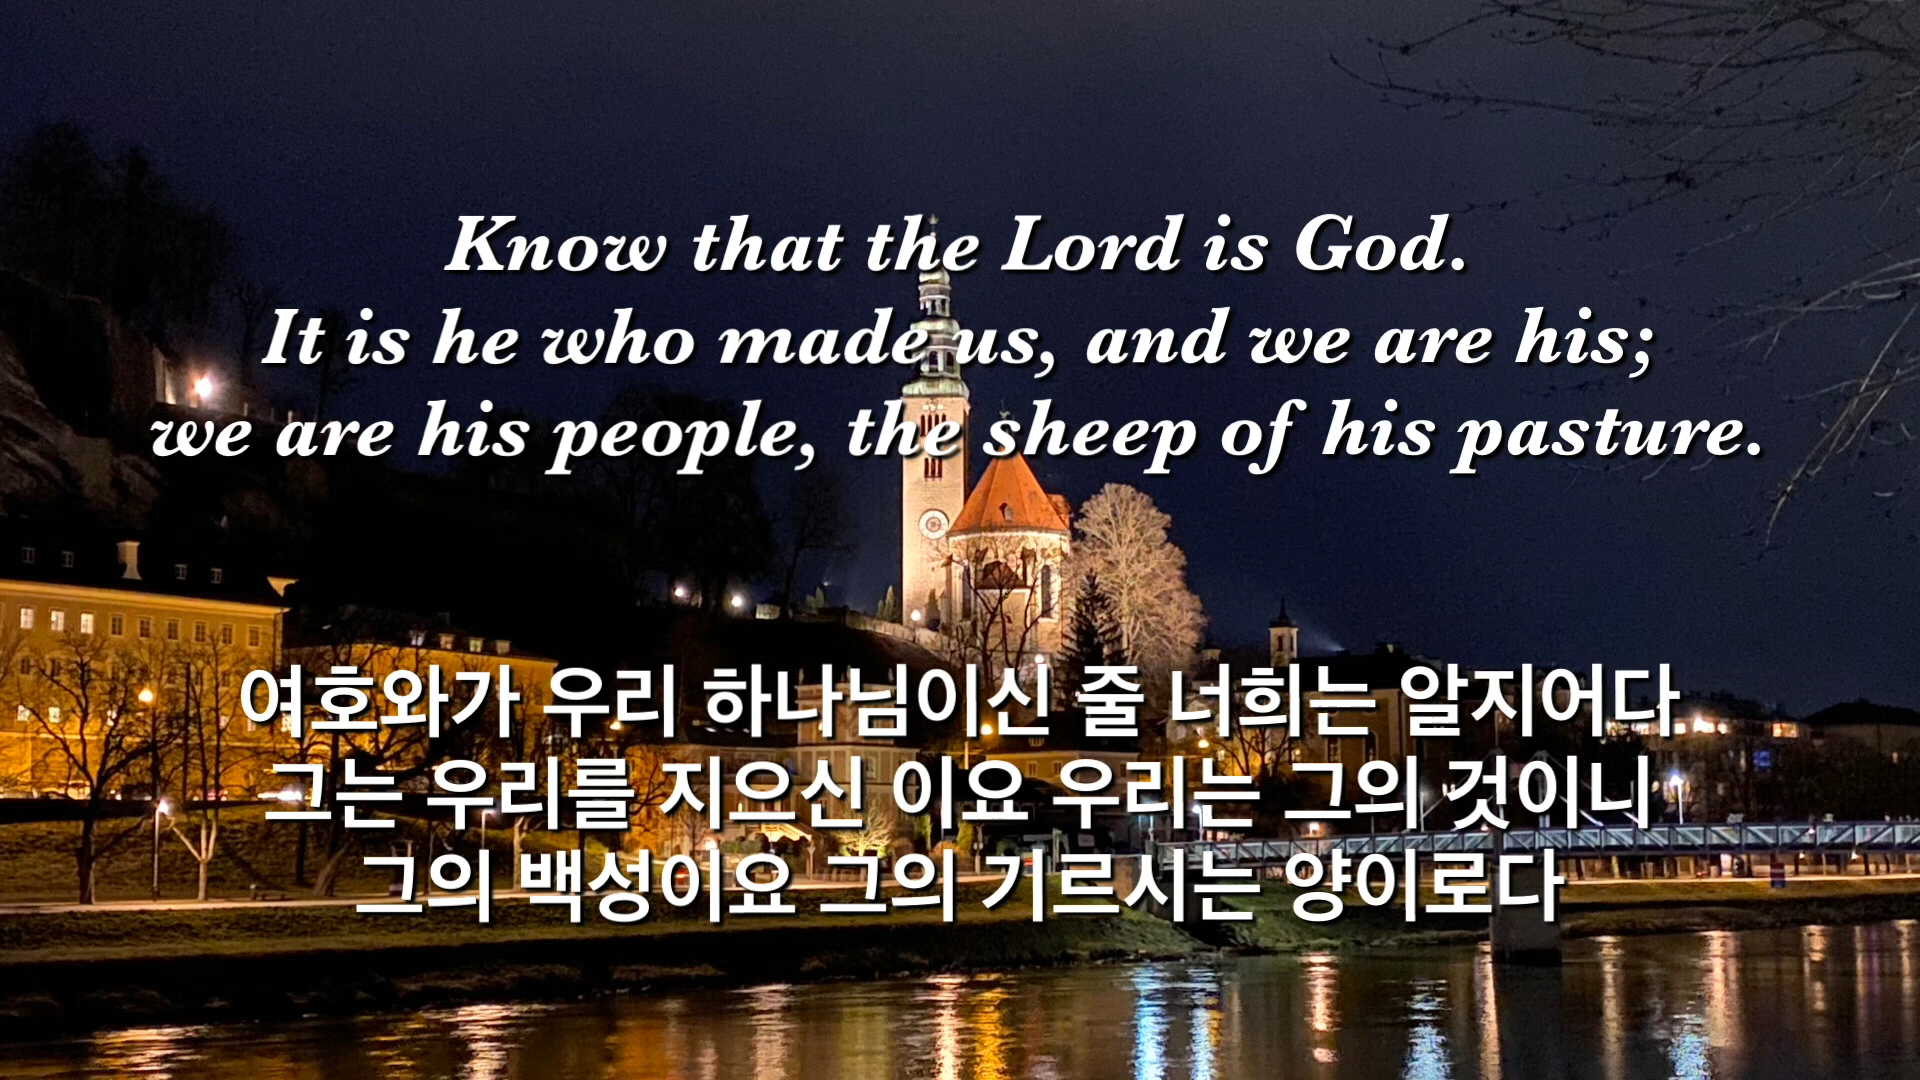 Know that the Lord is God.
It is he who made us, and we are his;
we are his people, the sheep of his pasture.
여호와가 우리 하나님이신 줄 너희는 알지어다
그는 우리를 지으신 이요 우리는 그의 것이니
그의 백성이요 그의 기르시는 양이로다